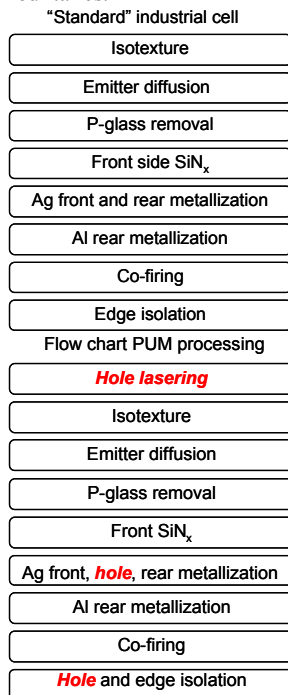 “Standard” industrial cell
Isotexture
Emitter diffusion
P-glass removal
Front side SiNx
Ag front and rear metallization
Al rear metallization
Co-firing
Edge isolation
Flow chart PUM processing
Hole lasering
Isotexture
Emitter diffusion
P-glass removal
Front SiNx
Ag front, hole, rear metallization
Al rear metallization
Co-firing
Hole and edge isolation